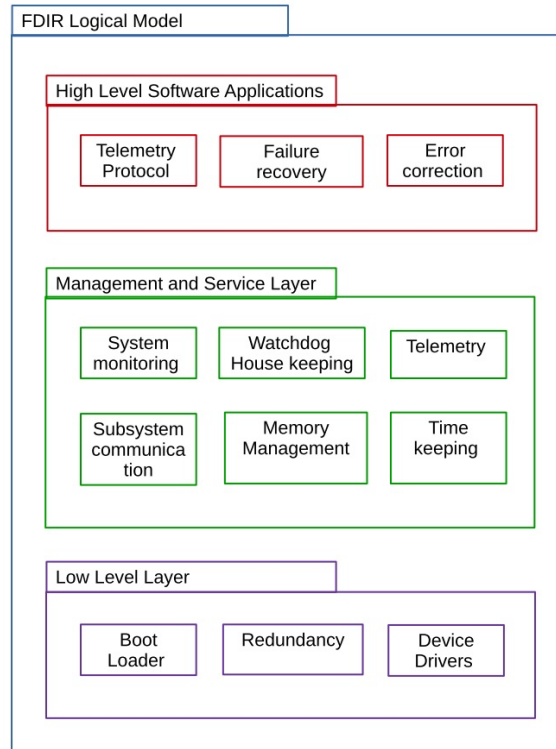 FDIR Logical Model
High Level Software Applications
Telemetry
Protocol
Failure
recovery
Error
correction
Management and Service Layer
System
monitoring
Watchdog
House keeping
Telemetry
Subsystem
communica
tion
Memory
Management
Time
keeping
Low Level Layer
Boot
Loader
Redundancy
Device
Drivers